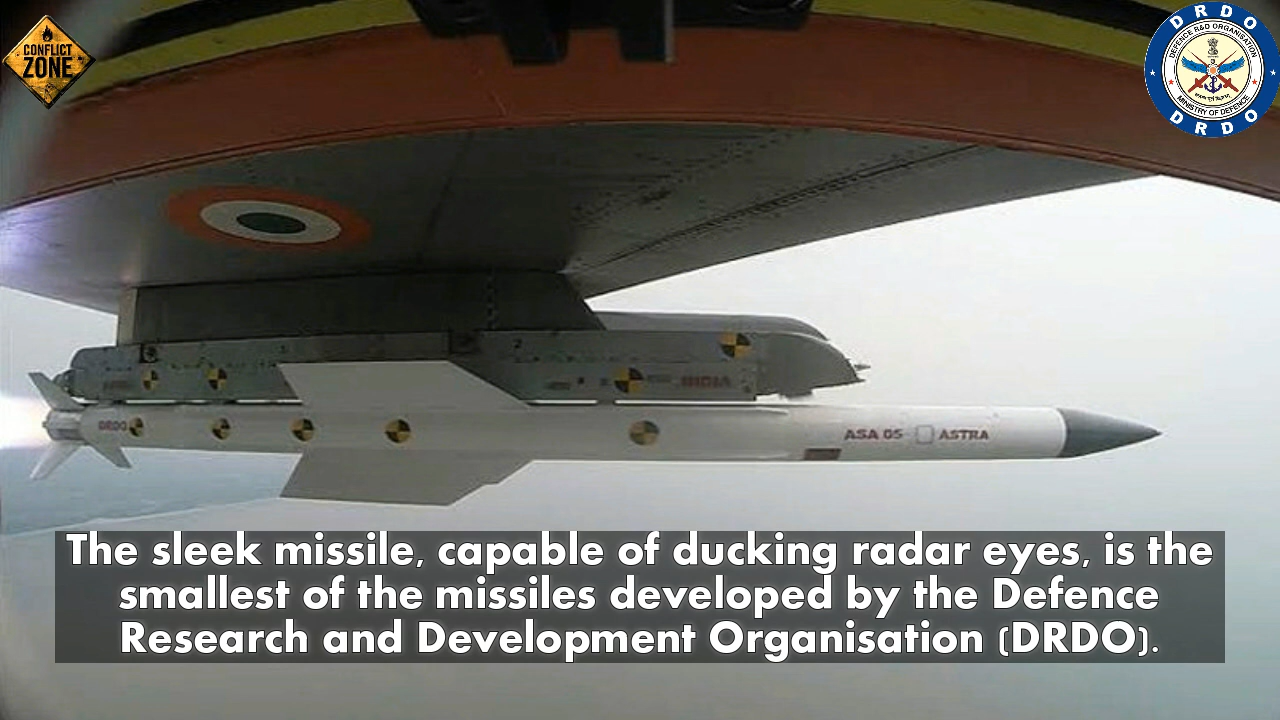 CONFLICT
ZONE
DRDO
DEFENCE R&D ORGANISATION
MINISTRY OF DEFENCE
DRDO
2
INDIA
DRDO
ASA 05 ASTRA
The sleek missile, capable of ducking radar eyes, is the
smallest of the missiles developed by the Defence
Research and Development Organisation (DRDO).